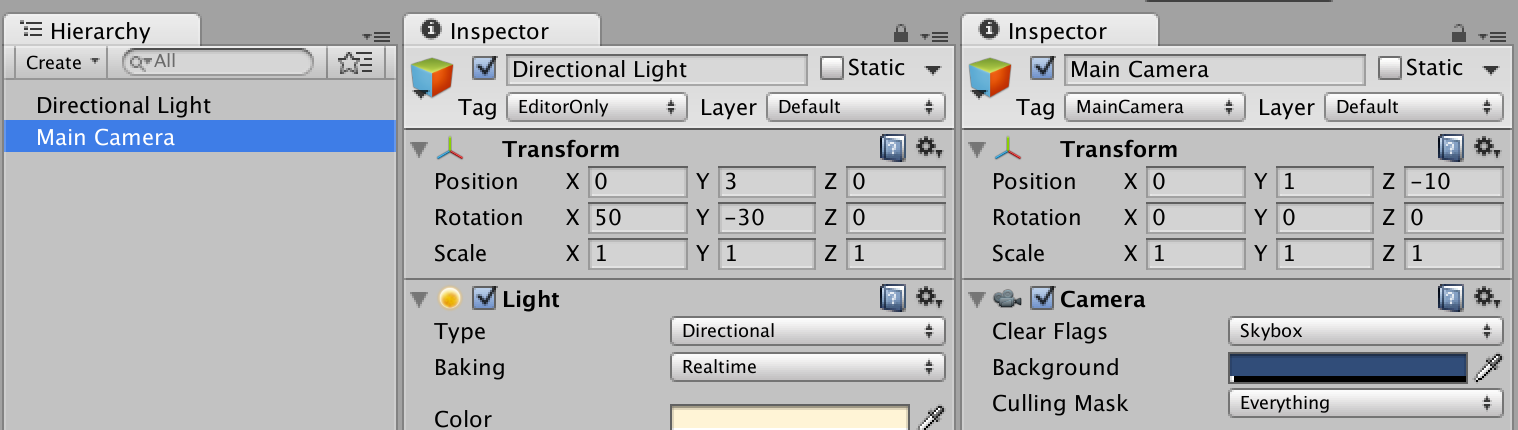 Hierarchy
Create All
Directional Light
Main Camera
Inspector
Directional Light Static
Tag EditorOnly Layer Default
Transform
Position X 0 Y 3 Z 0
Rotation X 50 Y -30 Z 0
Scale X 1 Y 1 Z 1
Light
Type Directional
Baking Realtime
Color
Inspector
Main Camera Static
Tag MainCamera Layer Default
Transform
Position X 0 Y 1 Z -10
Rotation X 0 Y 0 Z 0
Scale X 1 Y 1 Z 1
Camera
Clear Flags Skybox
Background
Culling Mask Everything